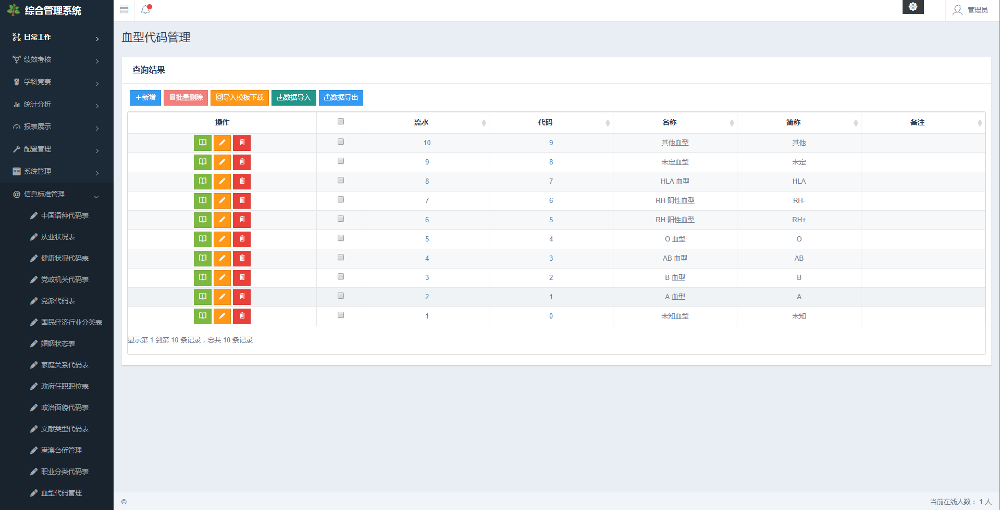 综合管理系统
日常工作
绩效考核
学科竞赛
统计分析
报表展示
配置管理
系统管理
信息标准管理
中国语种代码表
从业状况表
健康状况代码表
党政机关代码表
党派代码表
国民经济行业分类表
婚姻状态表
家庭关系代码表
政府任职职位表
政治面貌代码表
文献类型代码表
港澳台侨管理
职业分类代码表
血型代码管理
管理员
血型代码管理
查询结果
新增 批量删除 导入模板下载 数据导入 数据导出
操作 流水 代码 名称 简称 备注
10 9 其他血型 其他
9 8 未定血型 未定
8 7 HLA 血型 HLA
7 6 RH 阴性血型 RH-
6 5 RH 阳性血型 RH+
5 4 O 血型 O
4 3 AB 血型 AB
3 2 B 血型 B
2 1 A 血型 A
1 0 未知血型 未知
显示第 1 到第 10 条记录，总共 10 条记录
© 当前在线人数： 1 人